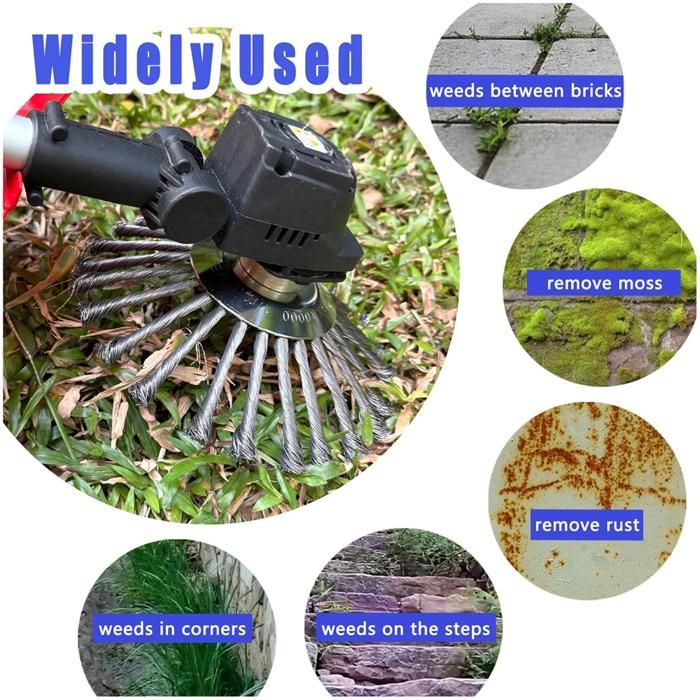 Widely Used
weeds between bricks
remove moss
remove rust
weeds in corners
weeds on the steps